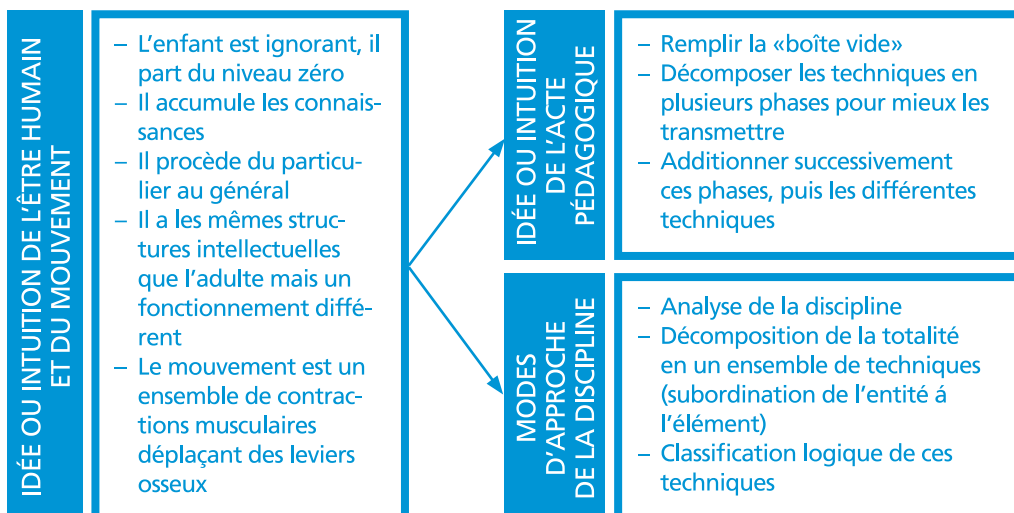 IDÉE OU INTUITION DE L'ÊTRE HUMAIN
ET DU MOUVEMENT
– L'enfant est ignorant, il
part du niveau zéro
– Il accumule les connais-
sances
– Il procède du particu-
lier au général
– Il a les mêmes struc-
tures intellectuelles
que l'adulte mais un
fonctionnement diffé-
rent
– Le mouvement est un
ensemble de contrac-
tions musculaires
déplaçant des leviers
osseux
IDÉE OU INTUITION
DE L'ACTE
PÉDAGOGIQUE
– Remplir la «boîte vide»
– Décomposer les techniques en
plusieurs phases pour mieux les
transmettre
– Additionner successivement
ces phases, puis les différentes
techniques
MODES
D'APPROCHE
DE LA DISCIPLINE
– Analyse de la discipline
– Décomposition de la totalité
en un ensemble de techniques
(subordination de l'entité á
l'élément)
– Classification logique de ces
techniques